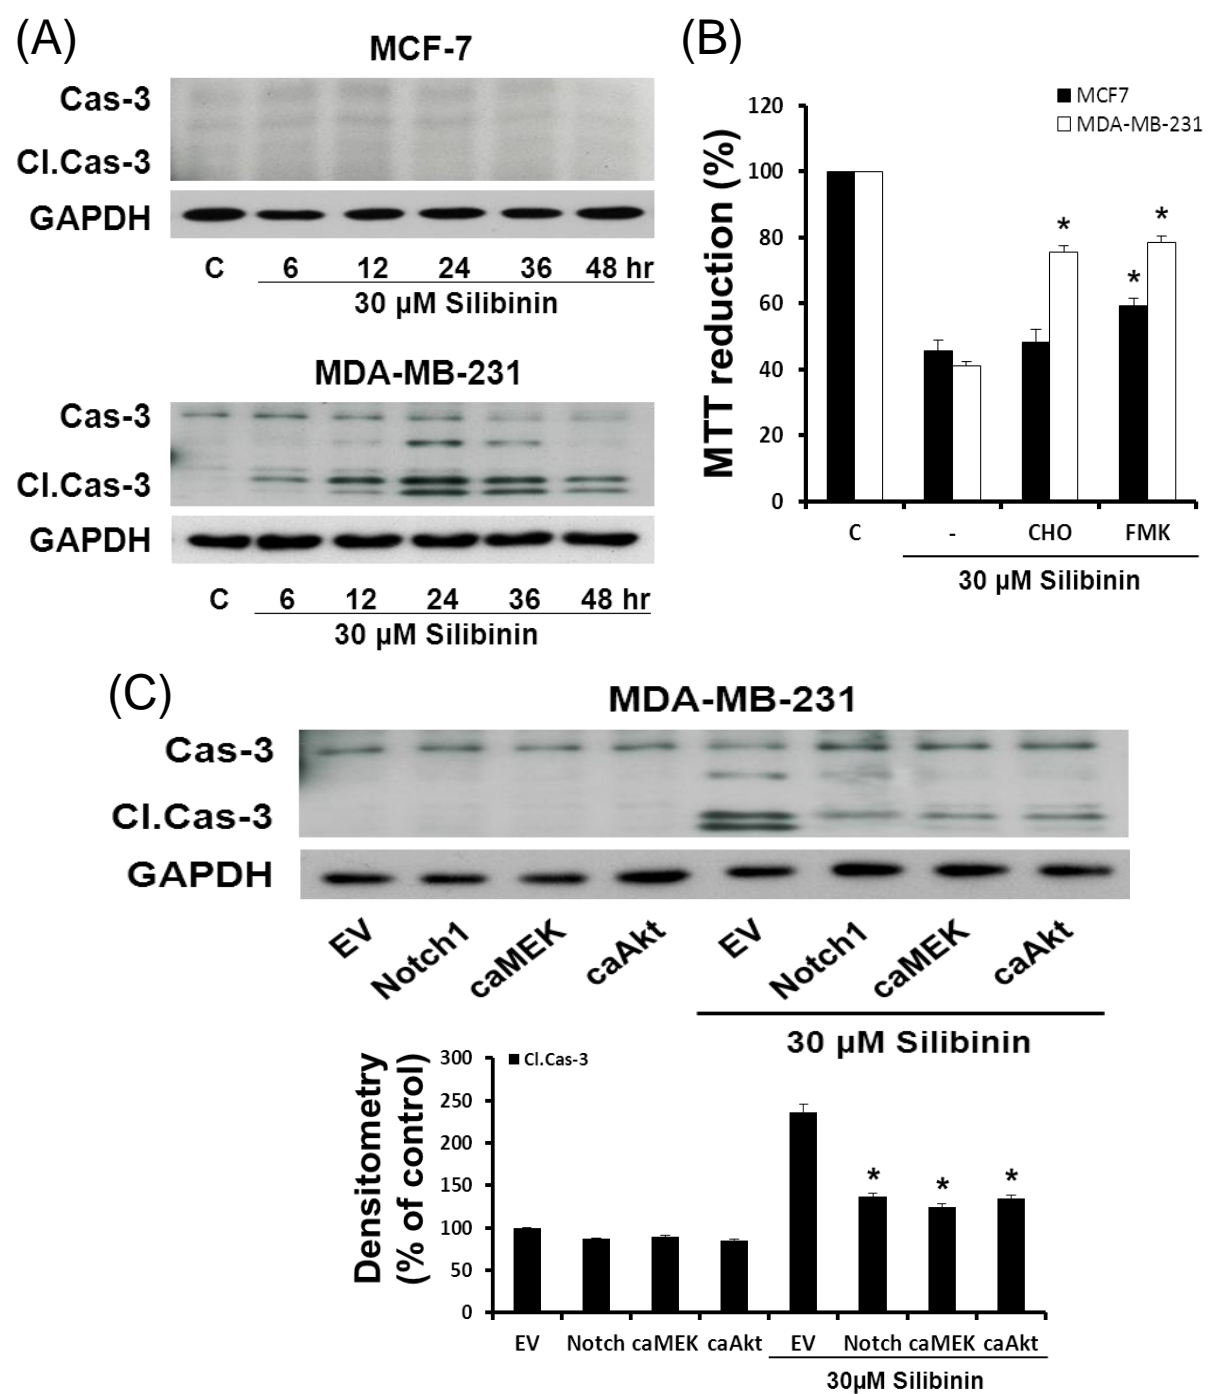 (A)
MCF-7
Cas-3
Cl.Cas-3
GAPDH
C 6 12 24 36 48 hr
30 µM Silibinin
MDA-MB-231
Cas-3
Cl.Cas-3
GAPDH
C 6 12 24 36 48 hr
30 µM Silibinin
(B)
MCF7
MDA-MB-231
MTT reduction (%)
120
100
80
60
40
20
0
* * *
C - CHO FMK
30 µM Silibinin
(C)
MDA-MB-231
Cas-3
Cl.Cas-3
GAPDH
EV Notch1 caMEK caAkt EV Notch1 caMEK caAkt
30 µM Silibinin
Densitometry
(% of control)
Cl.Cas-3
300
250
200
150
100
50
0
* * *
EV Notch caMEK caAkt EV Notch caMEK caAkt
30µM Silibinin